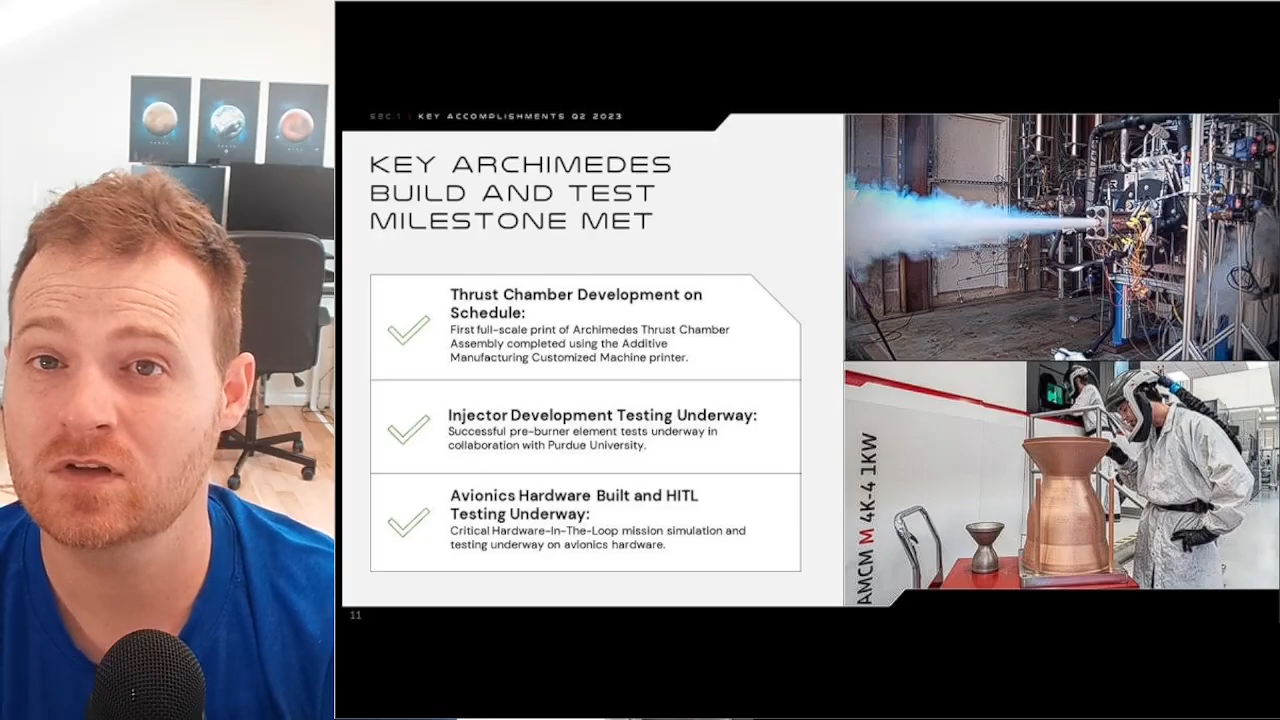 SEC.1 | KEY ACCOMPLISHMENTS Q2 2023
KEY ARCHIMEDES
BUILD AND TEST
MILESTONE MET
Thrust Chamber Development on
Schedule:
First full-scale print of Archimedes Thrust Chamber
Assembly completed using the Additive
Manufacturing Customized Machine printer.
Injector Development Testing Underway:
Successful pre-burner element tests underway in
collaboration with Purdue University.
Avionics Hardware Built and HITL
Testing Underway:
Critical Hardware-In-The-Loop mission simulation and
testing underway on avionics hardware.
AMCM M 4K-4 1KW
11